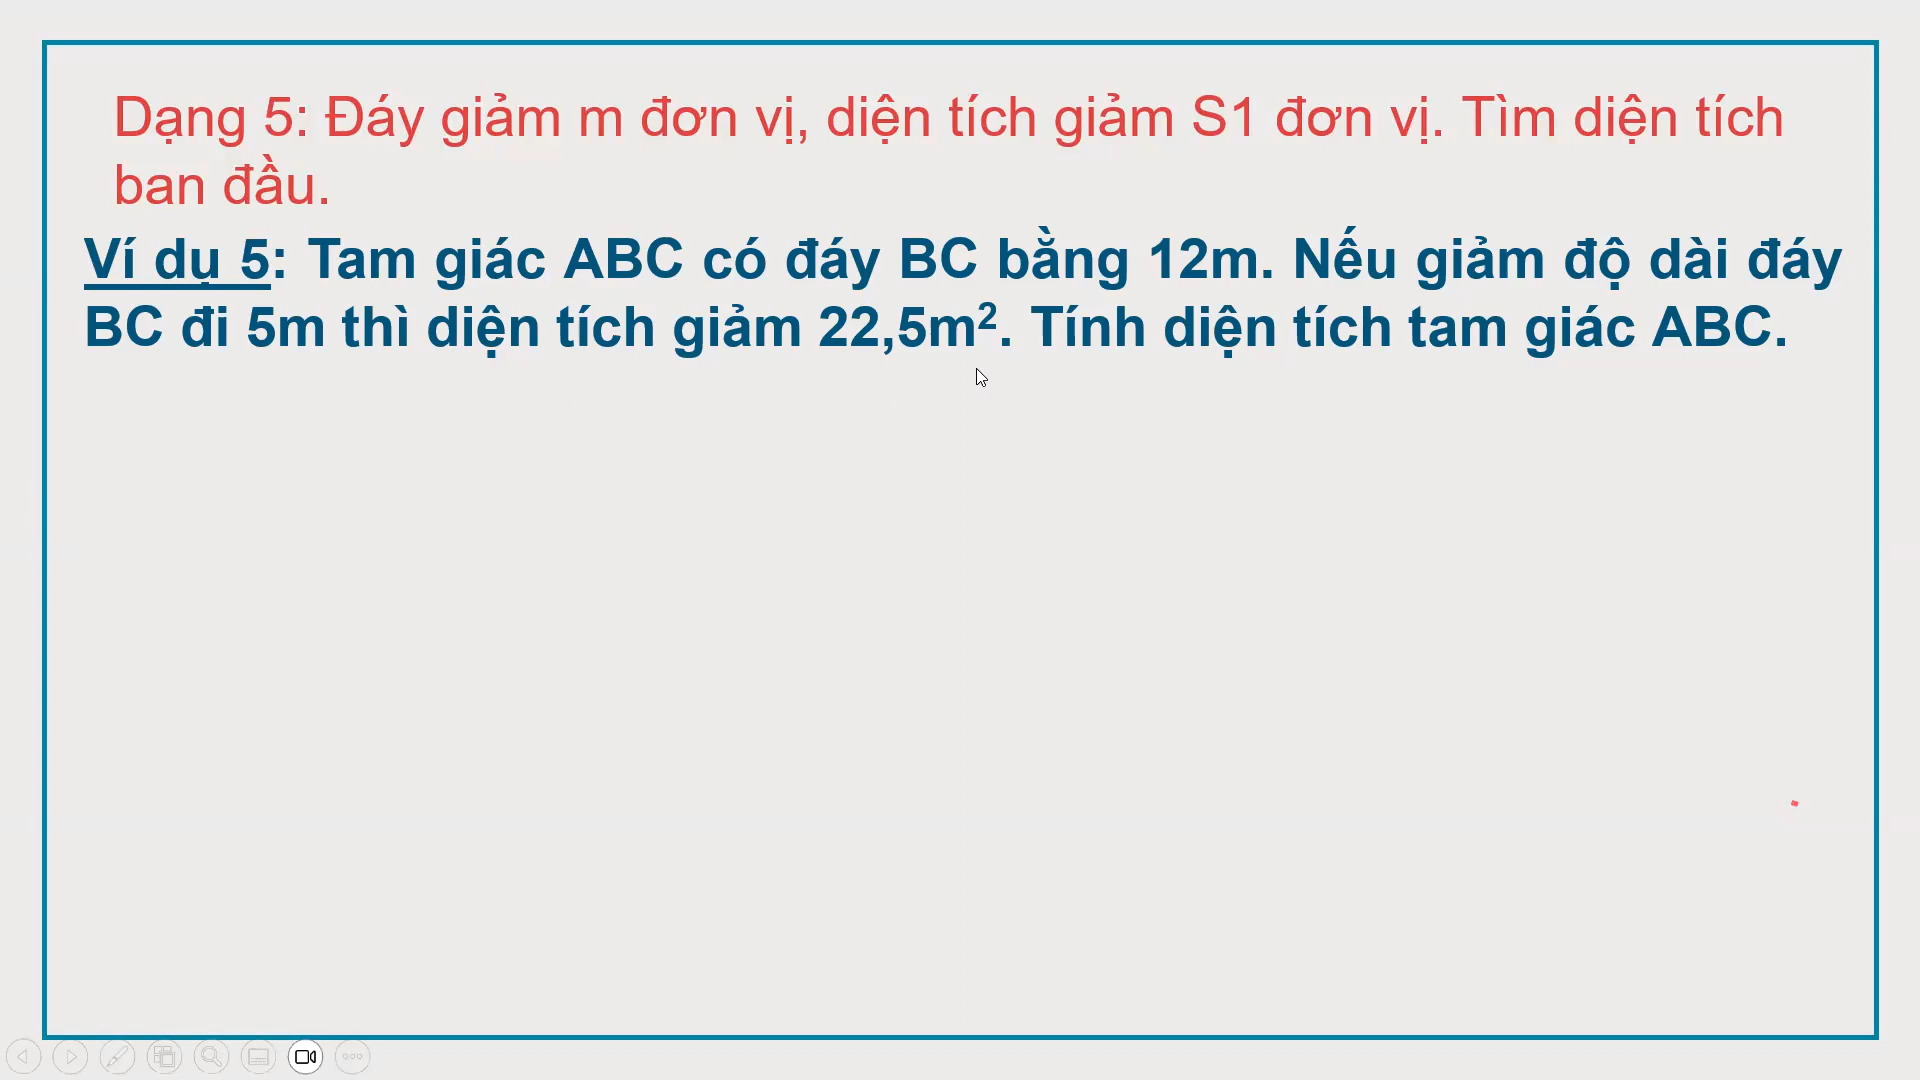 Dạng 5: Đáy giảm m đơn vị, diện tích giảm S1 đơn vị. Tìm diện tích
ban đầu.
Ví dụ 5: Tam giác ABC có đáy BC bằng 12m. Nếu giảm độ dài đáy
BC đi 5m thì diện tích giảm 22,5m². Tính diện tích tam giác ABC.